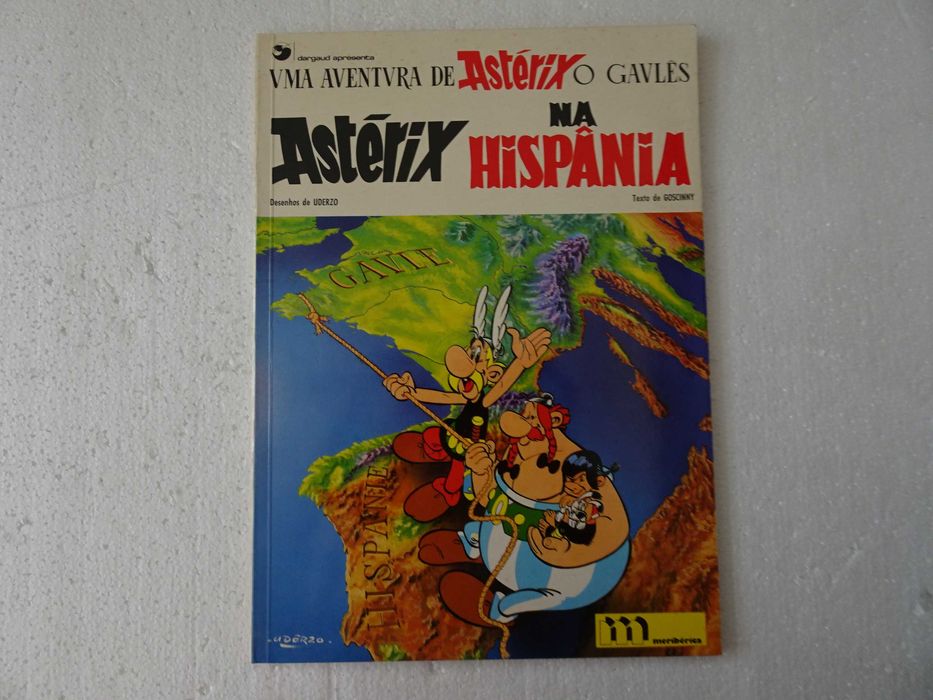 dargaud apresenta
VMA AVENTVRA DE Astérix O GAVLÊS
Astérix NA HISPÂNIA
Desenhos de UDERZO
Texto de GOSCINNY
GAVLE
HISPANIE
UDERZO
m
meribérica